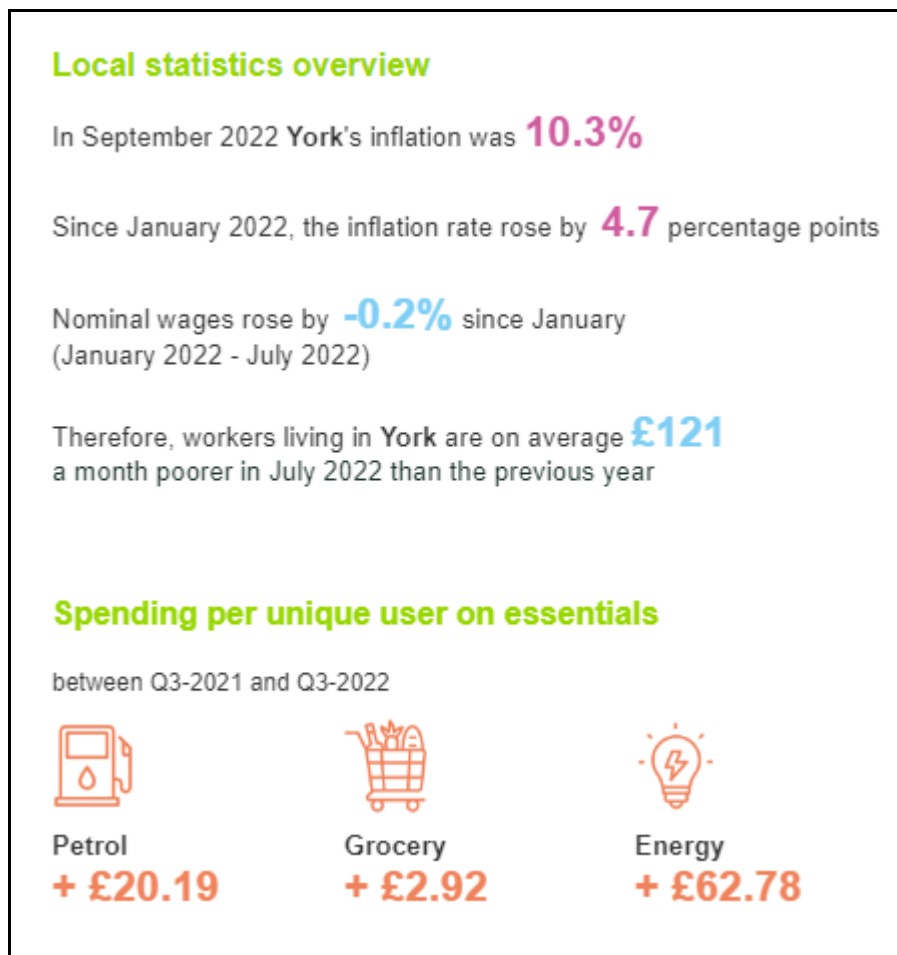 Local statistics overview
In September 2022 York's inflation was 10.3%
Since January 2022, the inflation rate rose by 4.7 percentage points
Nominal wages rose by -0.2% since January
(January 2022 - July 2022)
Therefore, workers living in York are on average £121
a month poorer in July 2022 than the previous year
Spending per unique user on essentials
between Q3-2021 and Q3-2022
Petrol Grocery Energy
+ £20.19 + £2.92 + £62.78